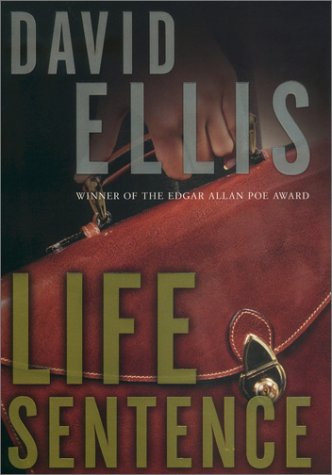 DAVID
ELLIS
WINNER OF THE EDGAR ALLAN POE AWARD
LIFE
SENTENCE